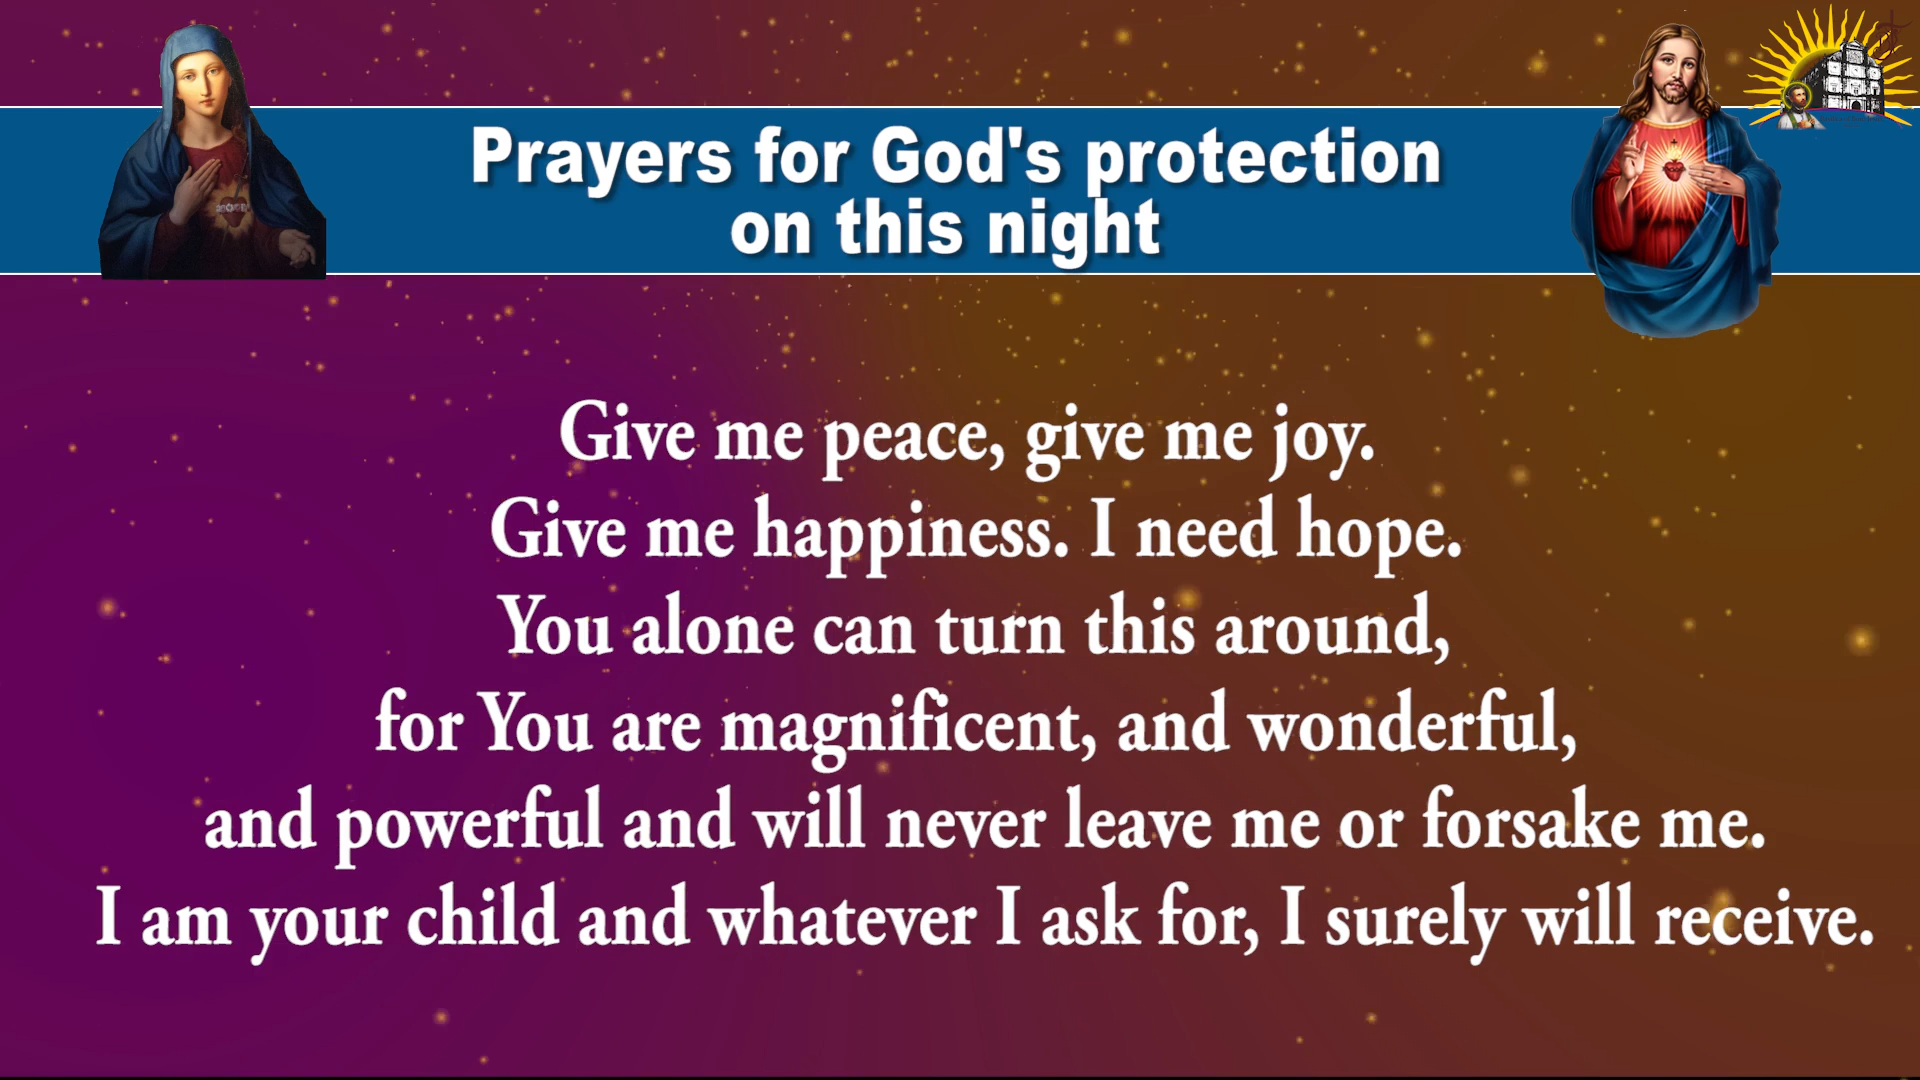 Prayers for God's protection
on this night
Give me peace, give me joy.
Give me happiness. I need hope.
You alone can turn this around,
for You are magnificent, and wonderful,
and powerful and will never leave me or forsake me.
I am your child and whatever I ask for, I surely will receive.